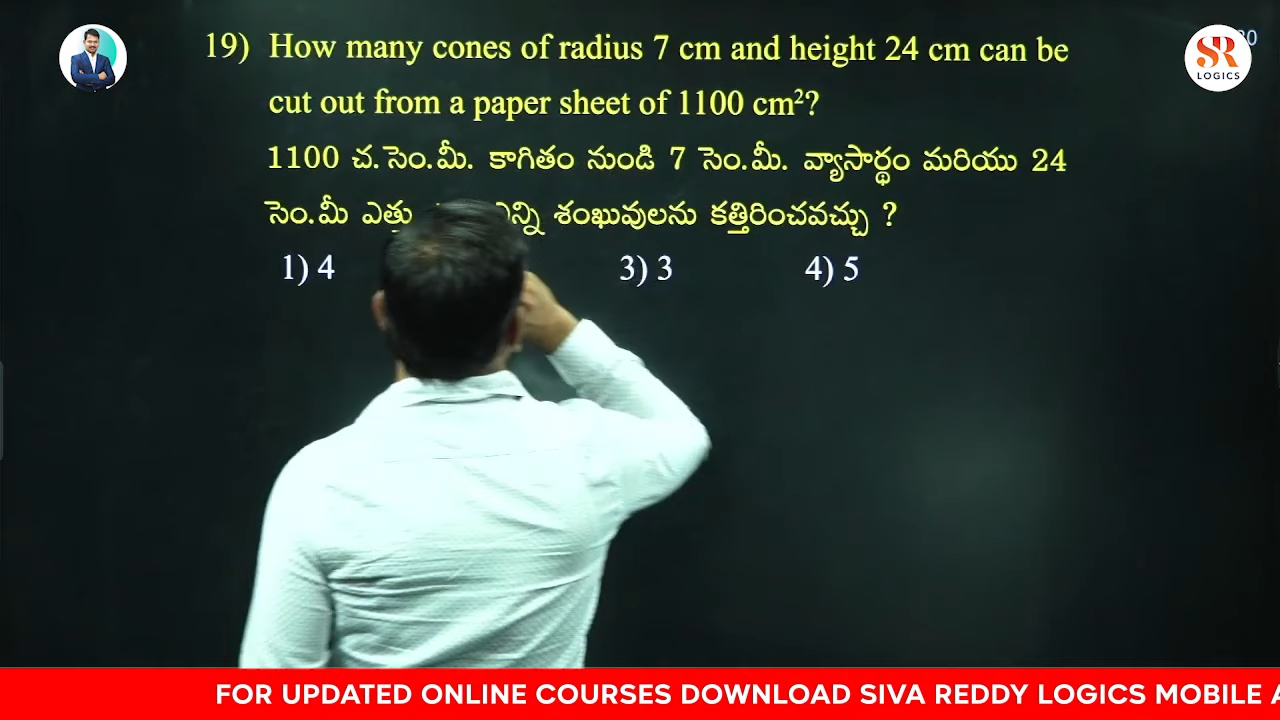 19) How many cones of radius 7 cm and height 24 cm can be
cut out from a paper sheet of 1100 cm²?
1100 చ.సెం.మీ. కాగితం నుండి 7 సెం.మీ. వ్యాసార్థం మరియు 24
సెం.మీ ఎత్తు శంఖువులను కత్తిరించవచ్చు ?
1) 4 3) 3 4) 5
SR
LOGICS
FOR UPDATED ONLINE COURSES DOWNLOAD SIVA REDDY LOGICS MOBILE